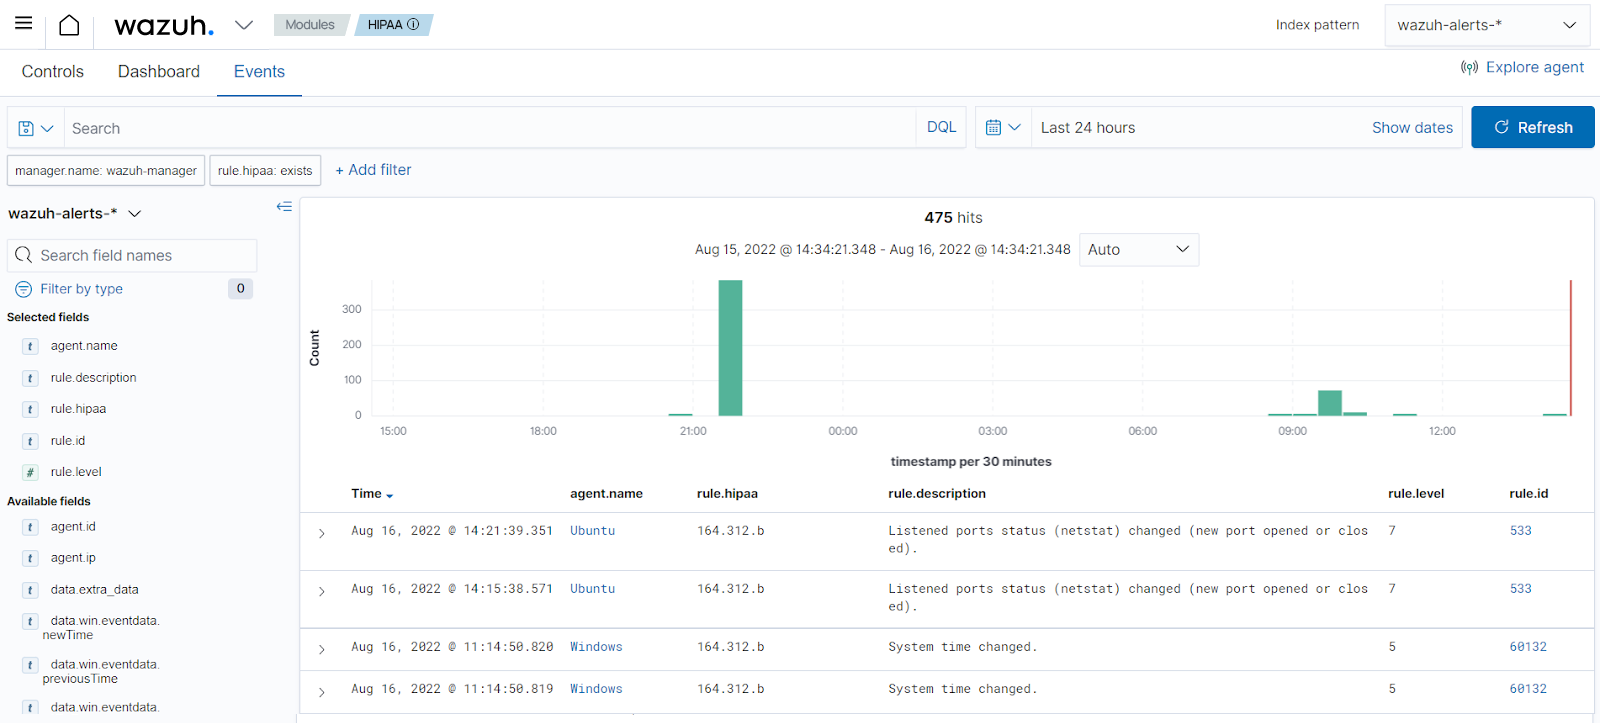 wazuh.
Modules
HIPAA
Index pattern
wazuh-alerts-*
Controls
Dashboard
Events
Explore agent
Search
DQL
Last 24 hours
Show dates
Refresh
manager.name: wazuh-manager
rule.hipaa: exists
+ Add filter
wazuh-alerts-*
Search field names
Filter by type
0
Selected fields
t agent.name
t rule.description
t rule.hipaa
t rule.id
# rule.level
Available fields
t agent.id
t agent.ip
t data.extra_data
t data.win.eventdata.
newTime
t data.win.eventdata.
previousTime
t data.win.eventdata.
475 hits
Aug 15, 2022 @ 14:34:21.348 - Aug 16, 2022 @ 14:34:21.348
Auto
Count
300
200
100
0
15:00
18:00
21:00
00:00
03:00
06:00
09:00
12:00
timestamp per 30 minutes
Time agent.name rule.hipaa rule.description rule.level rule.id
Aug 16, 2022 @ 14:21:39.351 Ubuntu 164.312.b Listened ports status (netstat) changed (new port opened or clos 7 533
ed).
Aug 16, 2022 @ 14:15:38.571 Ubuntu 164.312.b Listened ports status (netstat) changed (new port opened or clos 7 533
ed).
Aug 16, 2022 @ 11:14:50.820 Windows 164.312.b System time changed. 5 60132
Aug 16, 2022 @ 11:14:50.819 Windows 164.312.b System time changed. 5 60132